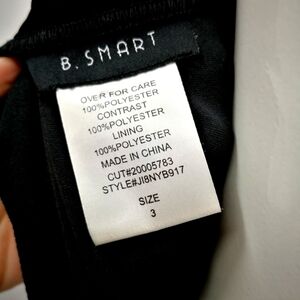 B. SMART
OVER FOR CARE
100%POLYESTER
CONTRAST
100%POLYESTER
LINING
100%POLYESTER
MADE IN CHINA
CUT#20005783
STYLE#JI8NYB917
SIZE
3